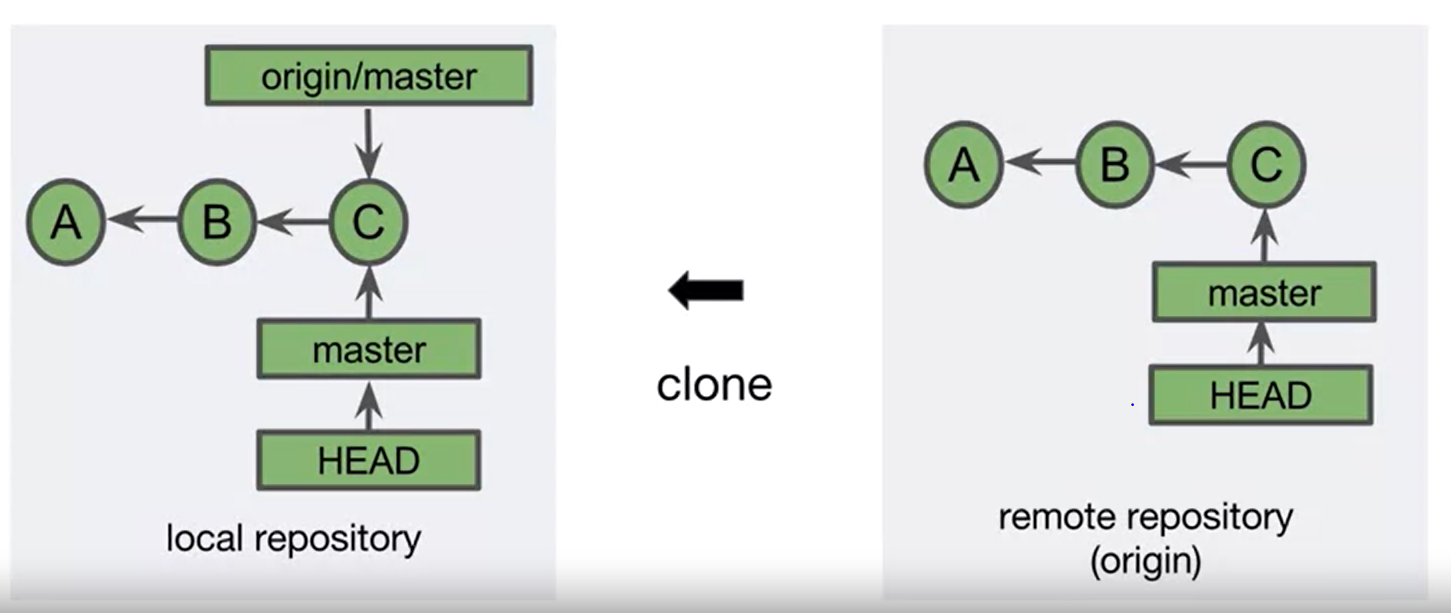 origin/master
A
B
C
master
HEAD
local repository
clone
A
B
C
master
HEAD
remote repository
(origin)